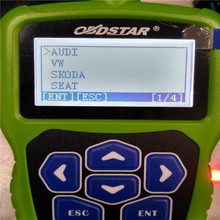 OBDSTAR
>AUDI
VW
SKODA
SEAT
[ENT][ESC] [1/4]
ESC ENT